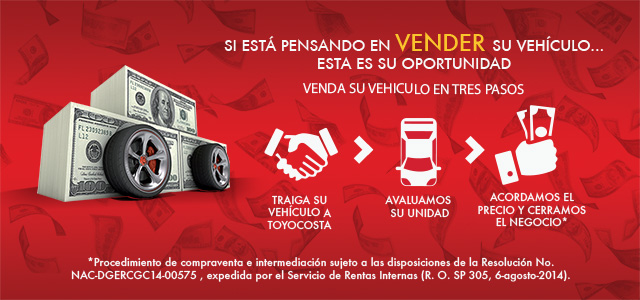 SI ESTÁ PENSANDO EN VENDER SU VEHÍCULO...
ESTA ES SU OPORTUNIDAD
VENDA SU VEHICULO EN TRES PASOS
TRAIGA SU
VEHÍCULO A
TOYOCOSTA
AVALUAMOS
SU UNIDAD
ACORDAMOS EL
PRECIO Y CERRAMOS
EL NEGOCIO*
*Procedimiento de compraventa e intermediación sujeto a las disposiciones de la Resolución No.
NAC-DGERCGC14-00575 , expedida por el Servicio de Rentas Internas (R. O. SP 305, 6-agosto-2014).